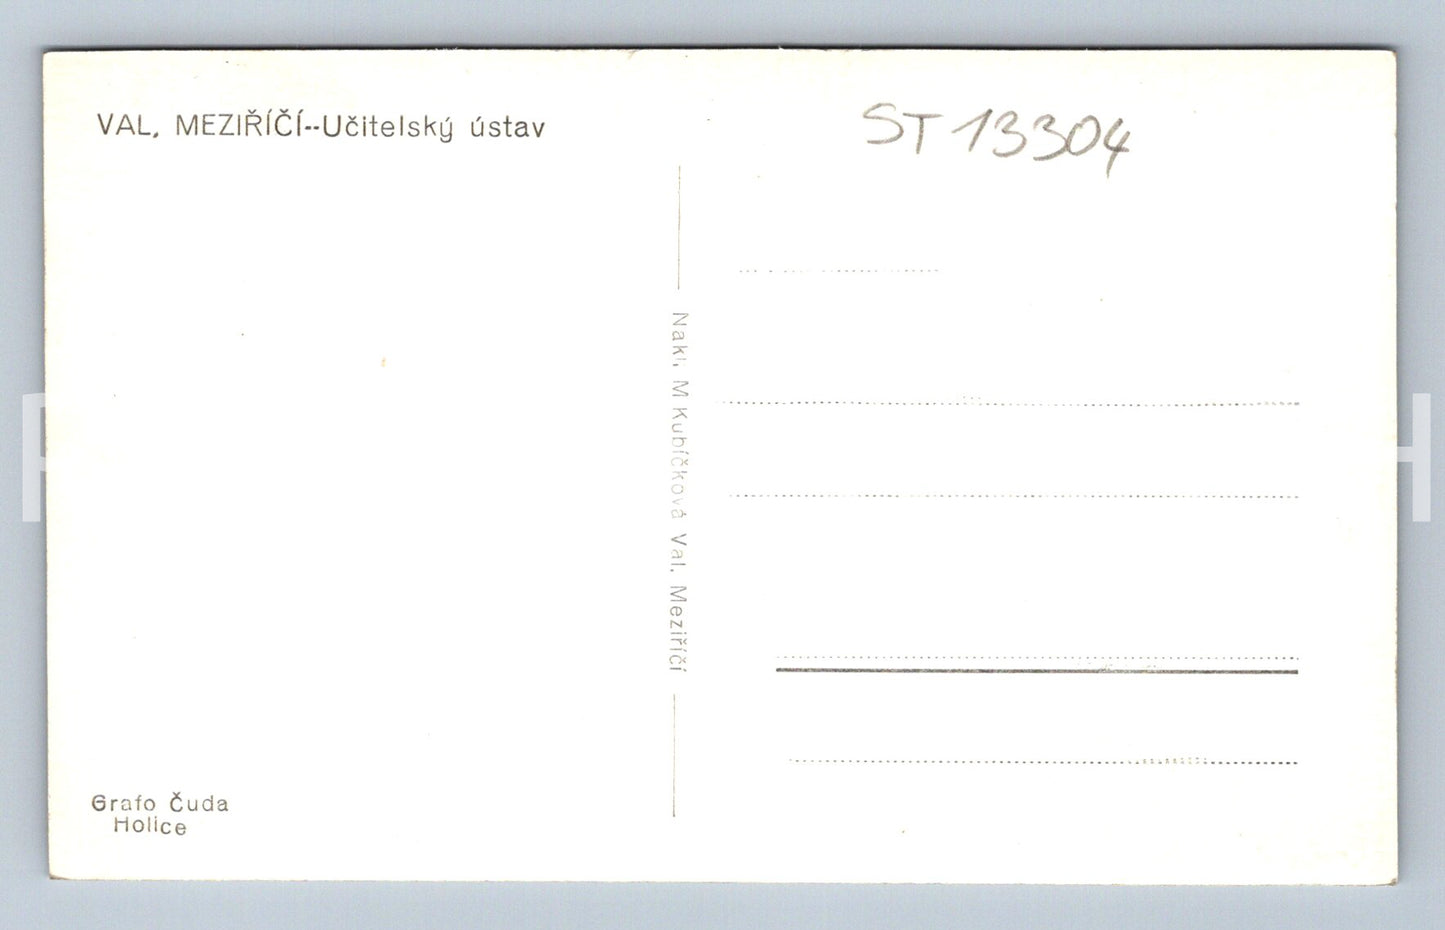 VAL. MEZIŘÍČÍ--Učitelský ústav
ST 13304
Nakl. M Kubíčková Val. Meziříčí
Grafo Čuda
Holice